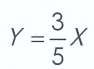 Y = 3/5 X